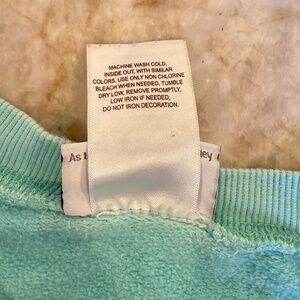 MACHINE WASH COLD,
INSIDE OUT, WITH SIMILAR
COLORS, USE ONLY NON CHLORINE
BLEACH WHEN NEEDED, TUMBLE
DRY LOW. REMOVE PROMPTLY,
LOW IRON IF NEEDED,
DO NOT IRON DECORATION.
As